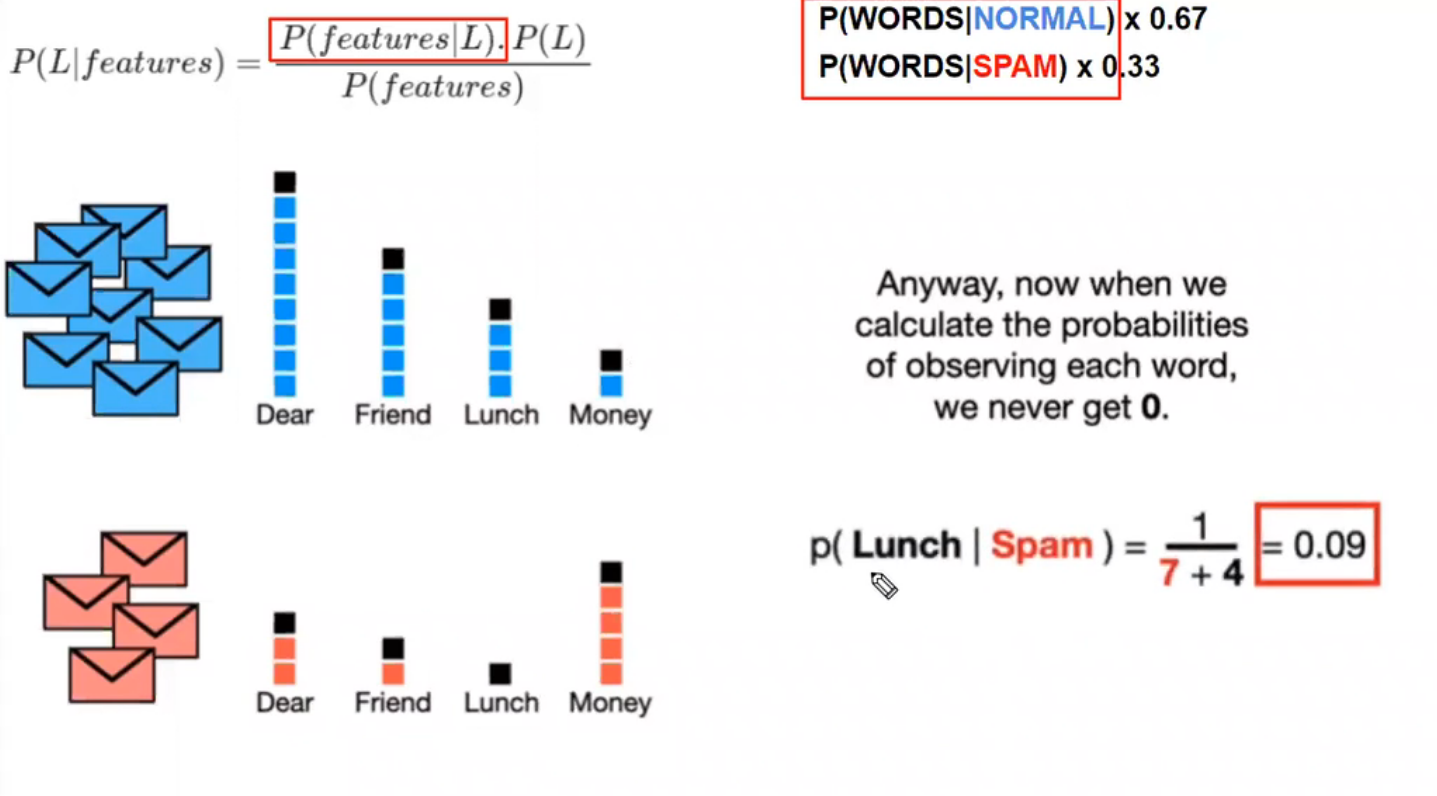 P(L|features) = P(features|L).P(L)
P(features)
P(WORDS|NORMAL) x 0.67
P(WORDS|SPAM) x 0.33
Dear Friend Lunch Money
Anyway, now when we
calculate the probabilities
of observing each word,
we never get 0.
p( Lunch | Spam ) = 1 = 0.09
7 + 4
Dear Friend Lunch Money